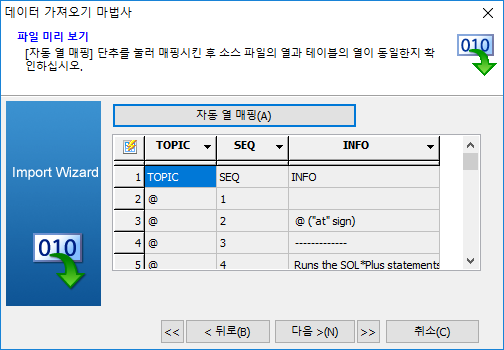 데이터 가져오기 마법사
파일 미리 보기
[자동 열 매핑] 단추를 눌러 매핑시킨 후 소스 파일의 열과 테이블의 열이 동일한지 확
인하십시오.
010
자동 열 매핑(A)
Import Wizard
010
TOPIC SEQ INFO
1 TOPIC SEQ INFO
2 @ 1
3 @ 2 @ ("at" sign)
4 @ 3 -------------
5 @ 4 Runs the SQL*Plus statements
<< < 뒤로(B) 다음 >(N) >> 취소(C)